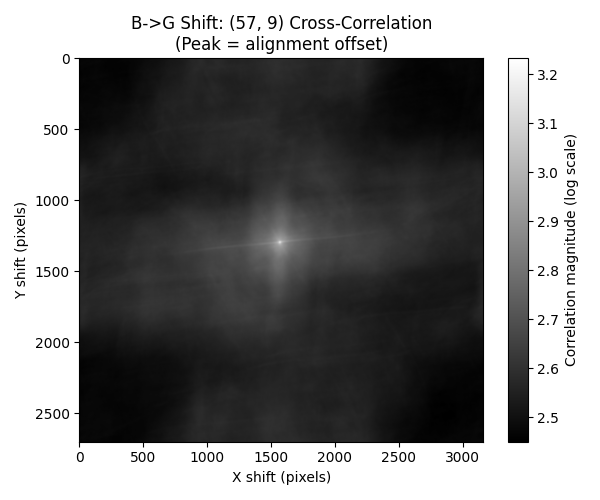 B->G Shift: (57, 9) Cross-Correlation
(Peak = alignment offset)
0
500
1000
1500
2000
2500
Y shift (pixels)
0 500 1000 1500 2000 2500 3000
X shift (pixels)
3.2
3.1
3.0
2.9
2.8
2.7
2.6
2.5
Correlation magnitude (log scale)